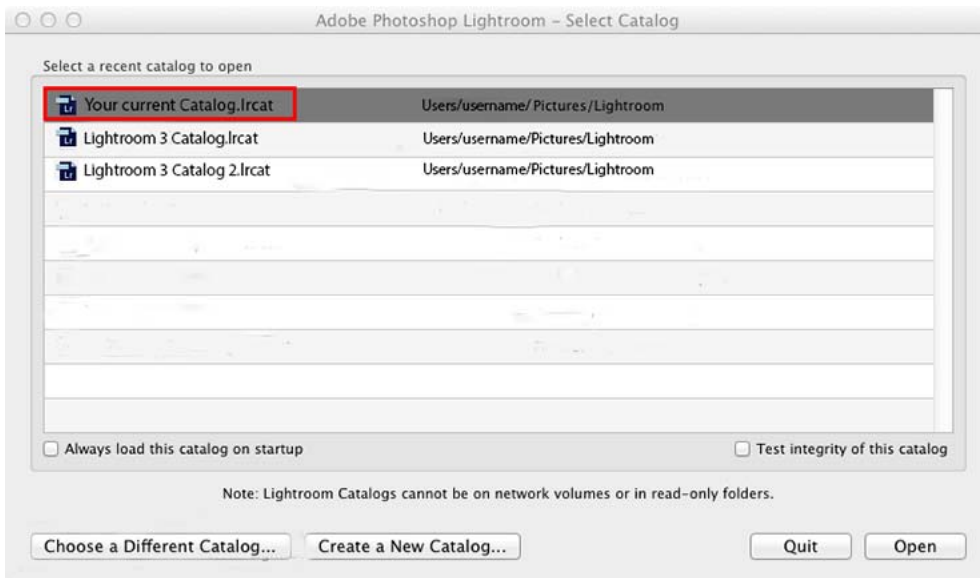 Adobe Photoshop Lightroom – Select Catalog
Select a recent catalog to open
Your current Catalog.lrcat Users/username/Pictures/Lightroom
Lightroom 3 Catalog.lrcat Users/username/Pictures/Lightroom
Lightroom 3 Catalog 2.lrcat Users/username/Pictures/Lightroom
Always load this catalog on startup Test integrity of this catalog
Note: Lightroom Catalogs cannot be on network volumes or in read-only folders.
Choose a Different Catalog... Create a New Catalog... Quit Open